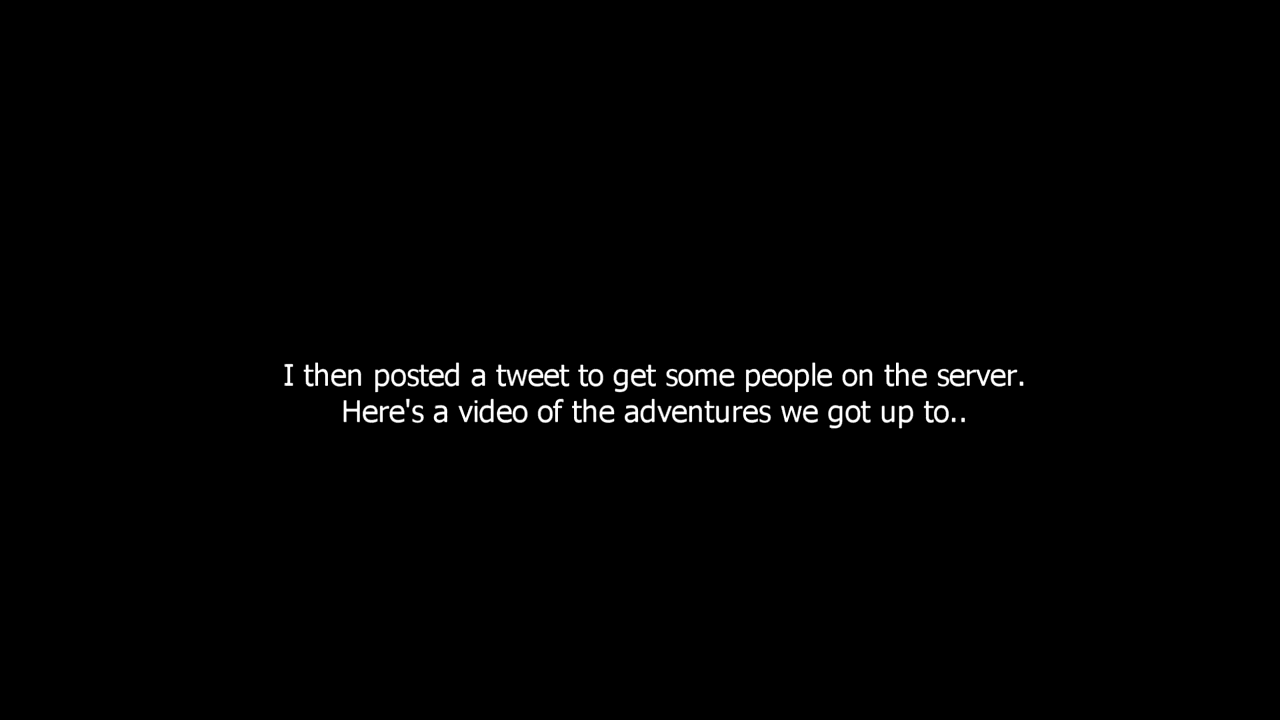 I then posted a tweet to get some people on the server.
Here's a video of the adventures we got up to..